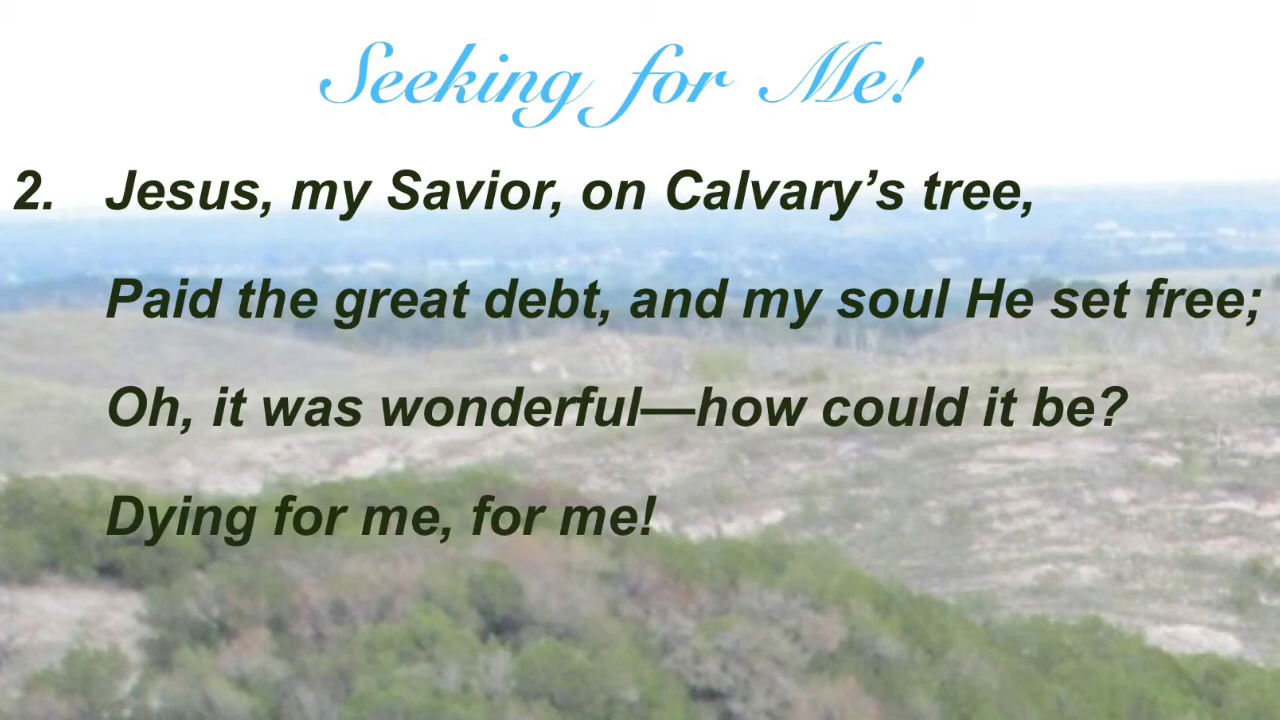 Seeking for Me!
2. Jesus, my Savior, on Calvary’s tree,
Paid the great debt, and my soul He set free;
Oh, it was wonderful—how could it be?
Dying for me, for me!